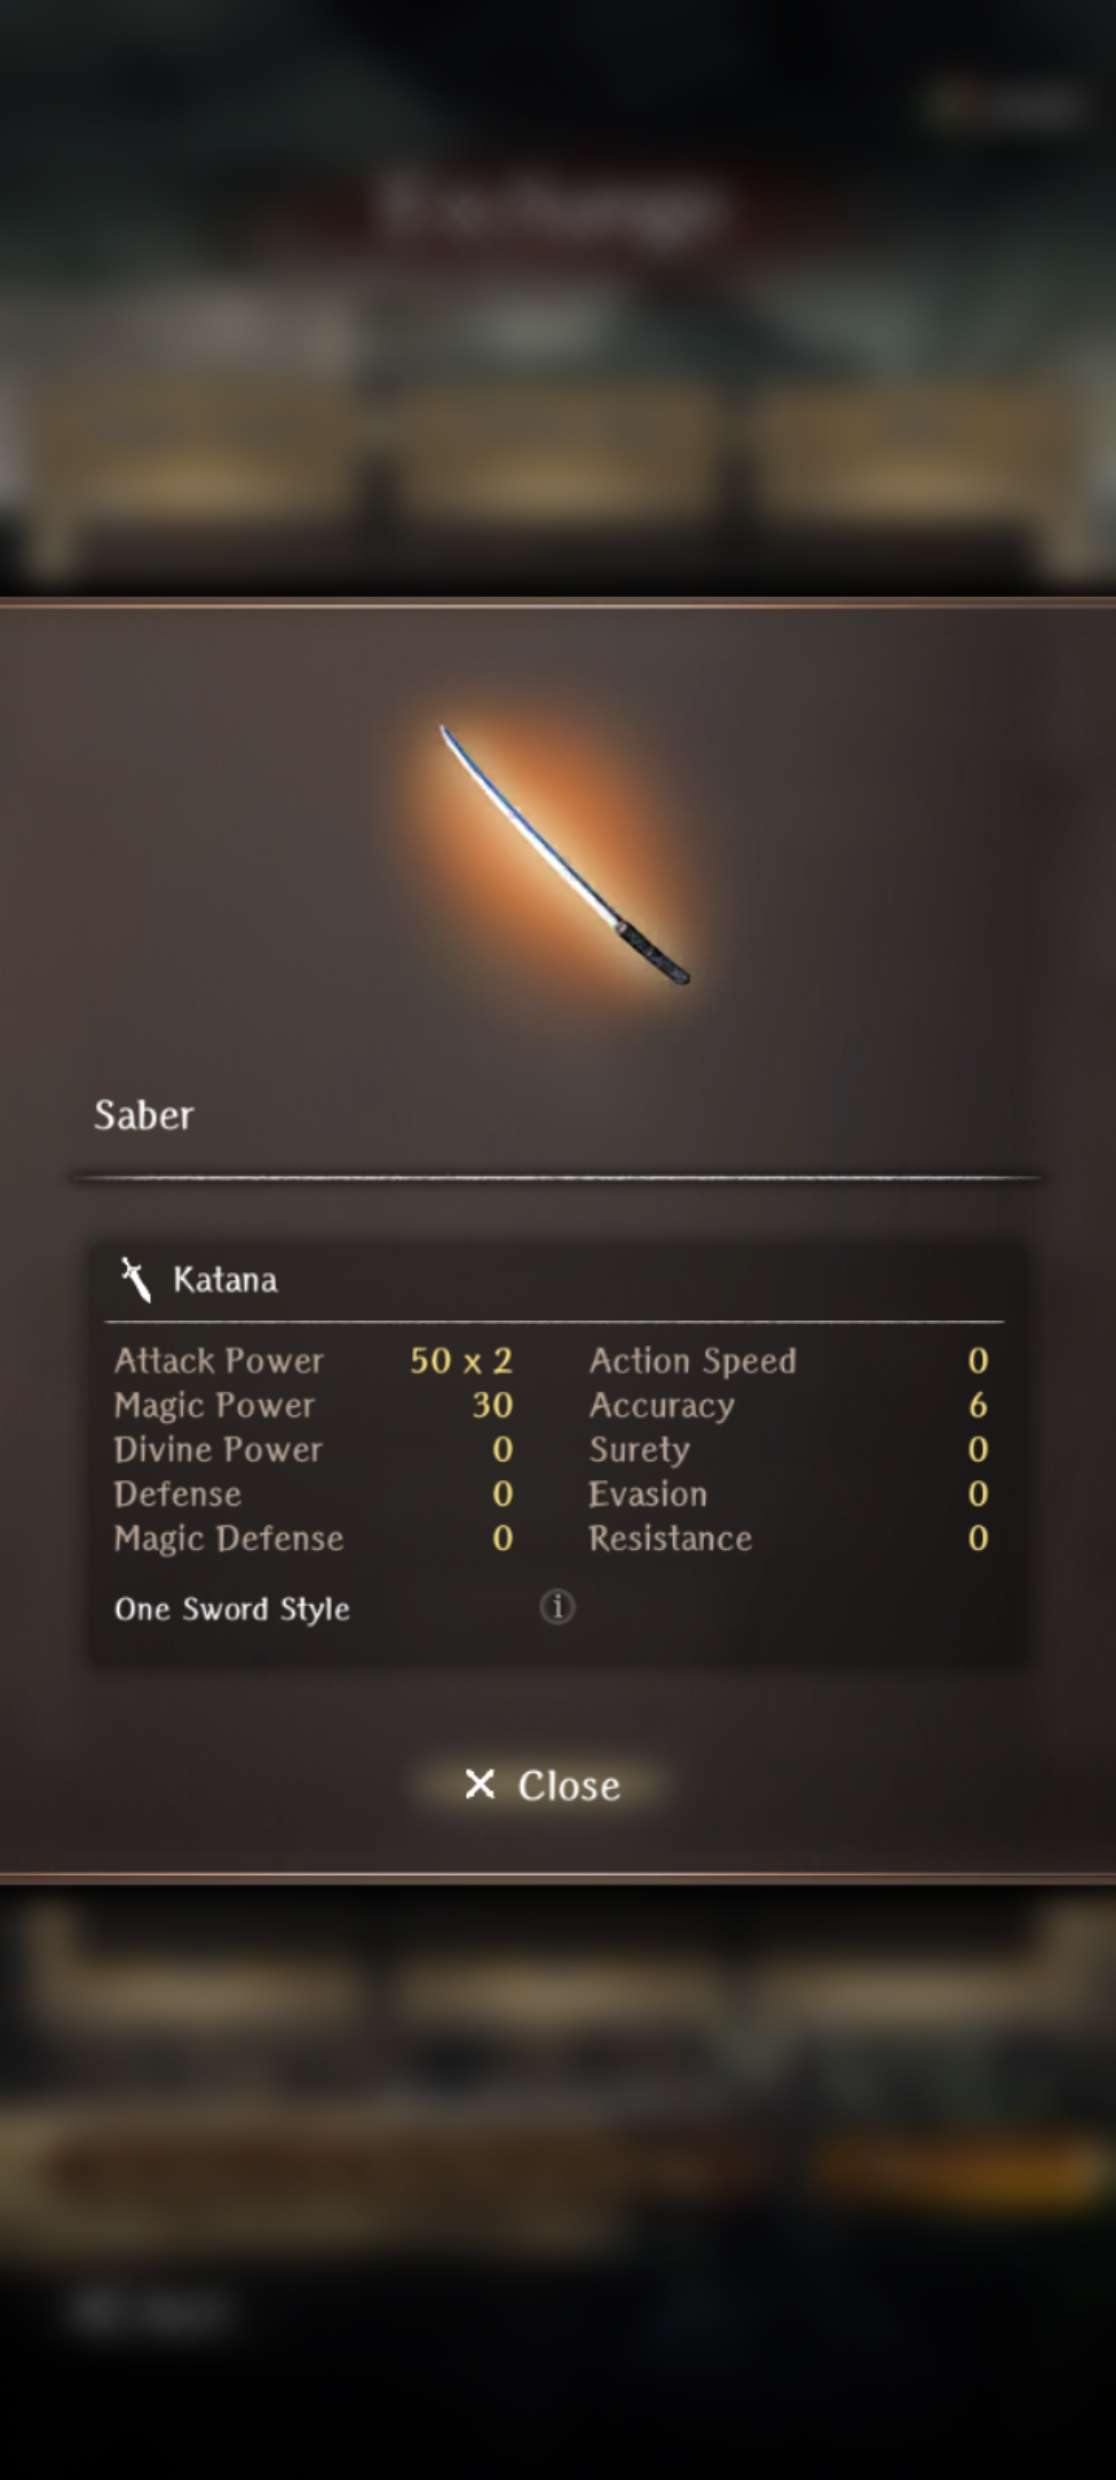 Exchange
Saber
Katana
Attack Power 50 x 2 Action Speed 0
Magic Power 30 Accuracy 6
Divine Power 0 Surety 0
Defense 0 Evasion 0
Magic Defense 0 Resistance 0
One Sword Style i
Close